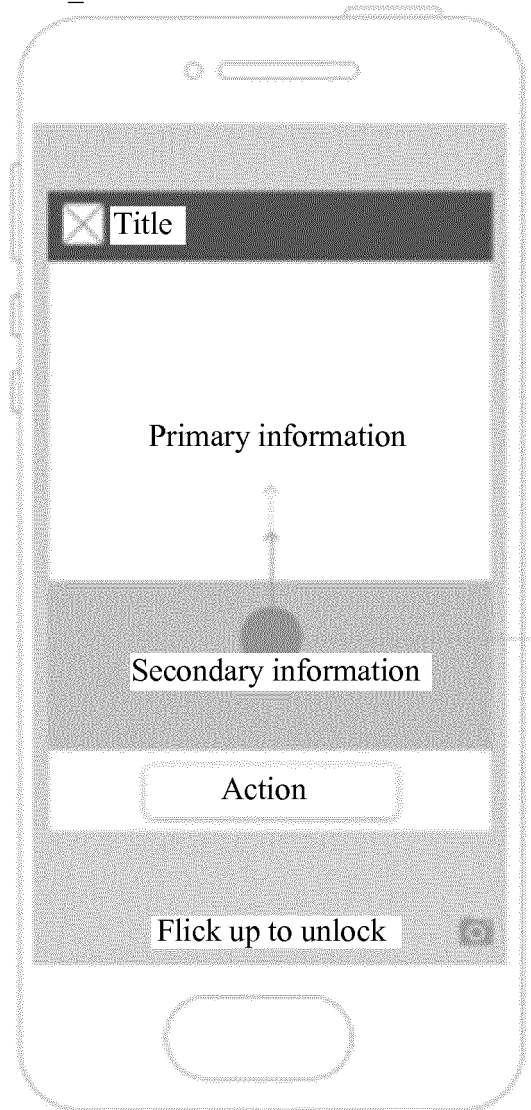 Title
Primary information
Secondary information
Action
Flick up to unlock